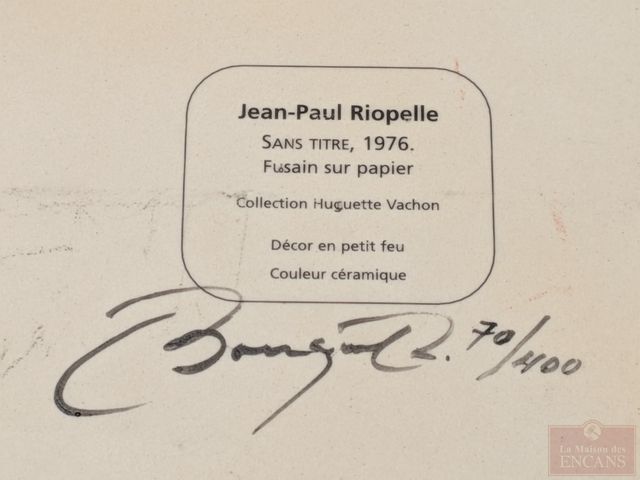 Jean-Paul Riopelle
SANS TITRE, 1976.
Fusain sur papier
Collection Huguette Vachon
Décor en petit feu
Couleur céramique
70/400
La Maison des
ENCANS